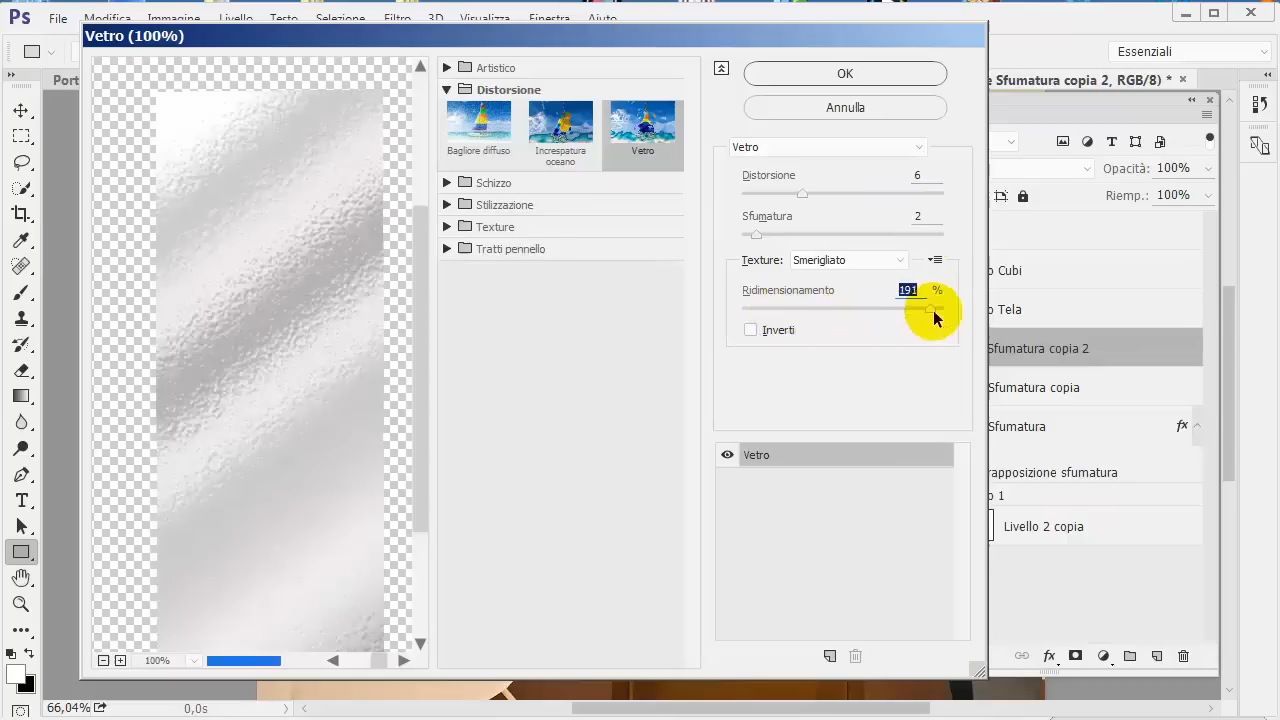 Ps File Modifica Immagine Livello Testo Selezione Filtro 3D Visualizza Finestra Aiuto
Essenziali
Port
e Sfumatura copia 2, RGB/8) * ×
Vetro (100%)
Artistico
Distorsione
Bagliore diffuso
Increspatura oceano
Vetro
Schizzo
Stilizzazione
Texture
Tratti pennello
OK
Annulla
Vetro
Distorsione 6
Sfumatura 2
Texture: Smerigliato
Ridimensionamento 191 %
Inverti
Vetro
100%
Opacità: 100%
Riemp.: 100%
o Cubi
o Tela
Sfumatura copia 2
Sfumatura copia
Sfumatura fx
rapposizione sfumatura
o 1
Livello 2 copia
fx
66,04%
0,0s